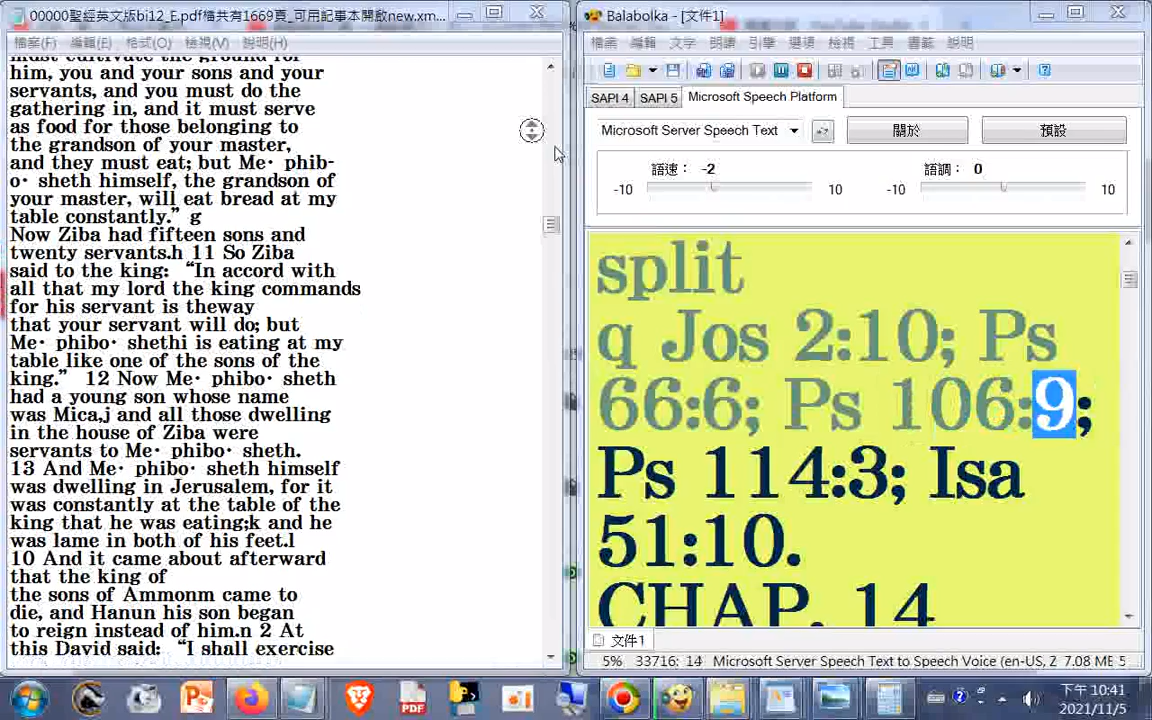 00000聖經英文版bi12_E.pdf檔共有1669頁_可用記事本開啟new.xm...
檔案(F) 編輯(E) 格式(O) 檢視(V) 說明(H)
must cultivate the ground for
him, you and your sons and your
servants, and you must do the
gathering in, and it must serve
as food for those belonging to
the grandson of your master,
and they must eat; but Me· phib-
o· sheth himself, the grandson of
your master, will eat bread at my
table constantly.” g
Now Ziba had fifteen sons and
twenty servants.h 11 So Ziba
said to the king: “In accord with
all that my lord the king commands
for his servant is theway
that your servant will do; but
Me· phibo· shethi is eating at my
table like one of the sons of the
king.” 12 Now Me· phibo· sheth
had a young son whose name
was Mica,j and all those dwelling
in the house of Ziba were
servants to Me· phibo· sheth.
13 And Me· phibo· sheth himself
was dwelling in Jerusalem, for it
was constantly at the table of the
king that he was eating;k and he
was lame in both of his feet.l
10 And it came about afterward
that the king of
the sons of Ammonm came to
die, and Hanun his son began
to reign instead of him.n 2 At
this David said: “I shall exercise
Balabolka - [文件1]
檔案 編輯 文字 朗讀 引擎 選項 檢視 工具 書籤 說明
SAPI 4 SAPI 5 Microsoft Speech Platform
Microsoft Server Speech Text 關於 預設
語速： -2 語調： 0
-10 10 -10 10
split
q Jos 2:10; Ps
66:6; Ps 106:9;
Ps 114:3; Isa
51:10.
CHAP. 14
文件1
5% 33716: 14 Microsoft Server Speech Text to Speech Voice (en-US, 2 7.08 MB 5
PDF
下午 10:41
2021/11/5